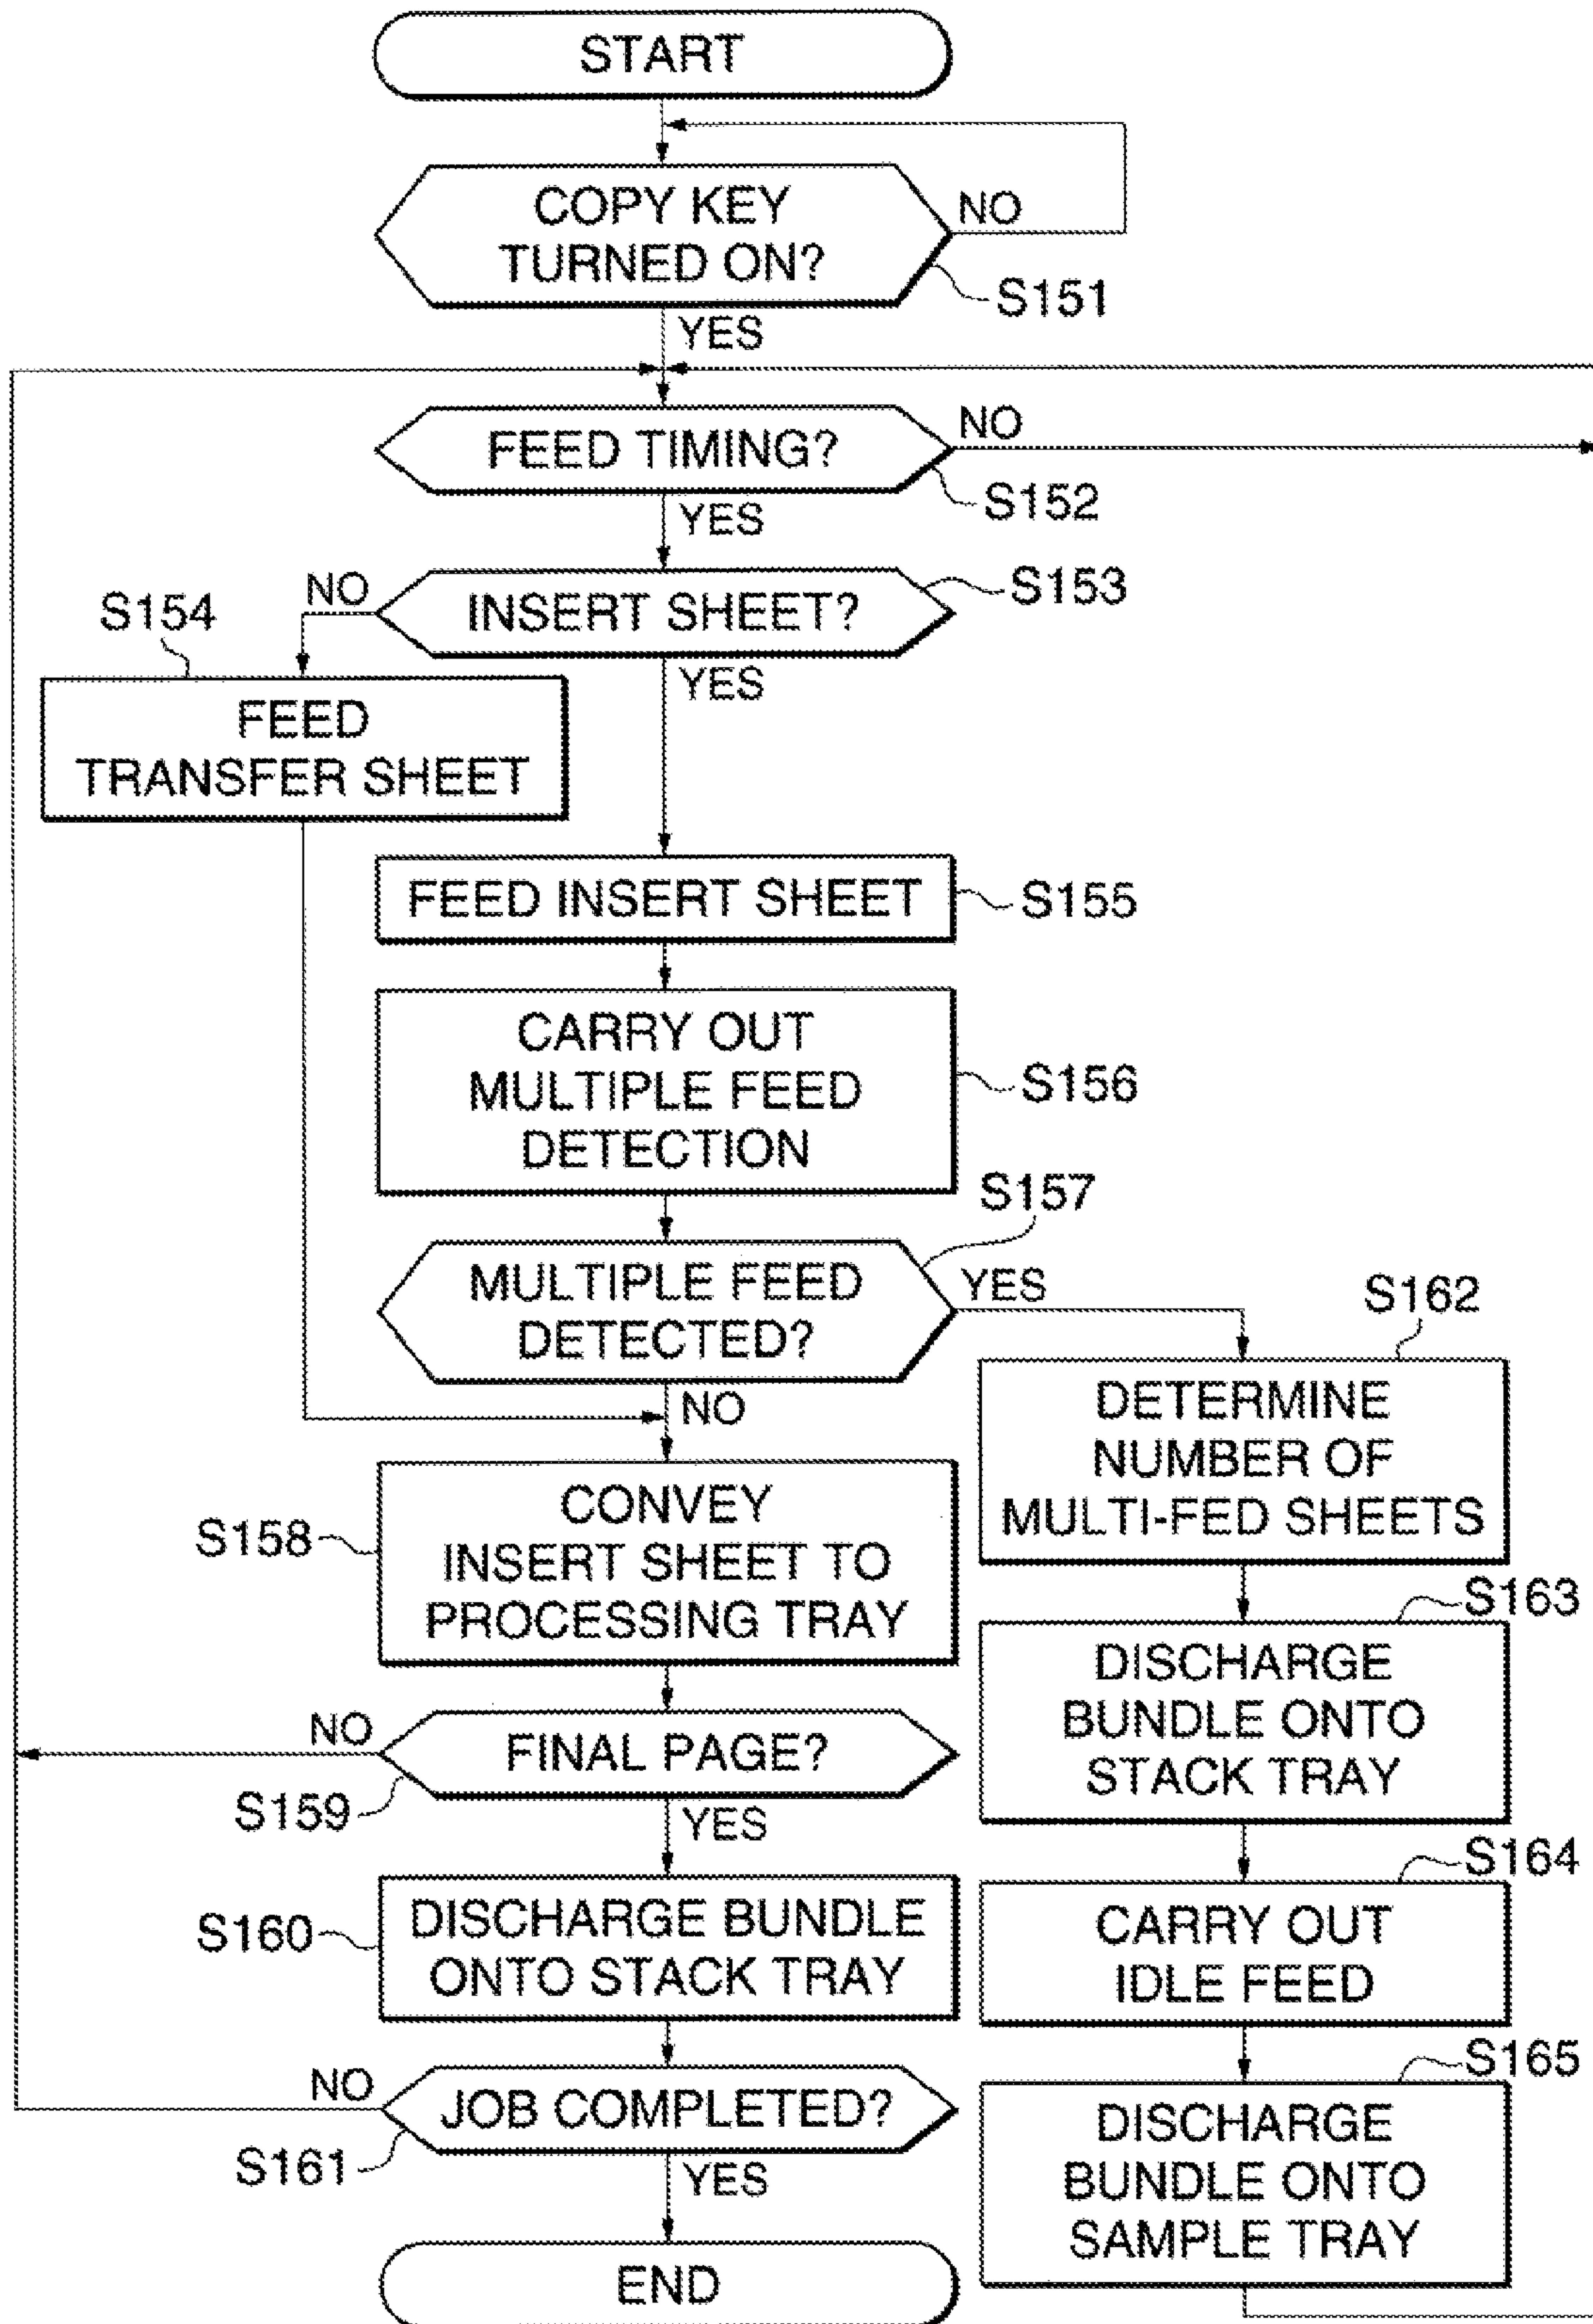 START
COPY KEY
TURNED ON?
NO
S151
YES
FEED TIMING?
NO
S152
YES
INSERT SHEET?
NO
S153
S154
YES
FEED
TRANSFER SHEET
FEED INSERT SHEET
S155
CARRY OUT
MULTIPLE FEED
DETECTION
S156
S157
MULTIPLE FEED
DETECTED?
YES
NO
S162
DETERMINE
NUMBER OF
MULTI-FED SHEETS
S158
CONVEY
INSERT SHEET TO
PROCESSING TRAY
S163
DISCHARGE
BUNDLE ONTO
STACK TRAY
NO
FINAL PAGE?
S159
YES
S164
CARRY OUT
IDLE FEED
S160
DISCHARGE BUNDLE
ONTO STACK TRAY
S165
DISCHARGE
BUNDLE ONTO
SAMPLE TRAY
NO
JOB COMPLETED?
S161
YES
END